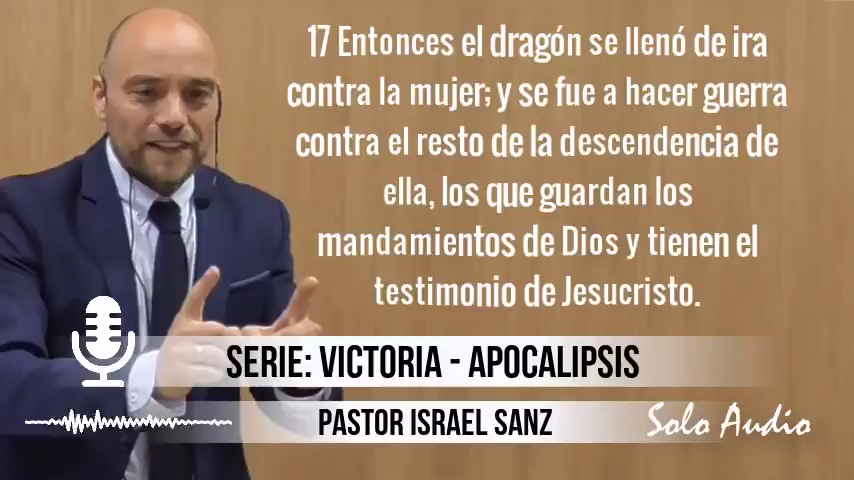 17 Entonces el dragón se llenó de ira
contra la mujer; y se fue a hacer guerra
contra el resto de la descendencia de
ella, los que guardan los
mandamientos de Dios y tienen el
testimonio de Jesucristo.
SERIE: VICTORIA - APOCALIPSIS
PASTOR ISRAEL SANZ
Solo Audio